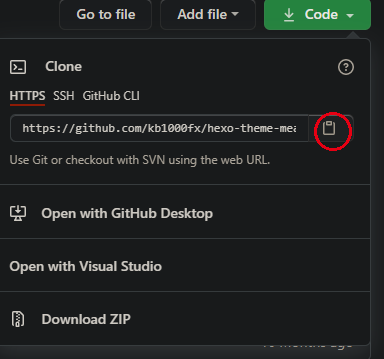 Go to file Add file Code
Clone
HTTPS SSH GitHub CLI
https://github.com/kb1000fx/hexo-theme-mea
Use Git or checkout with SVN using the web URL.
Open with GitHub Desktop
Open with Visual Studio
Download ZIP
months ago